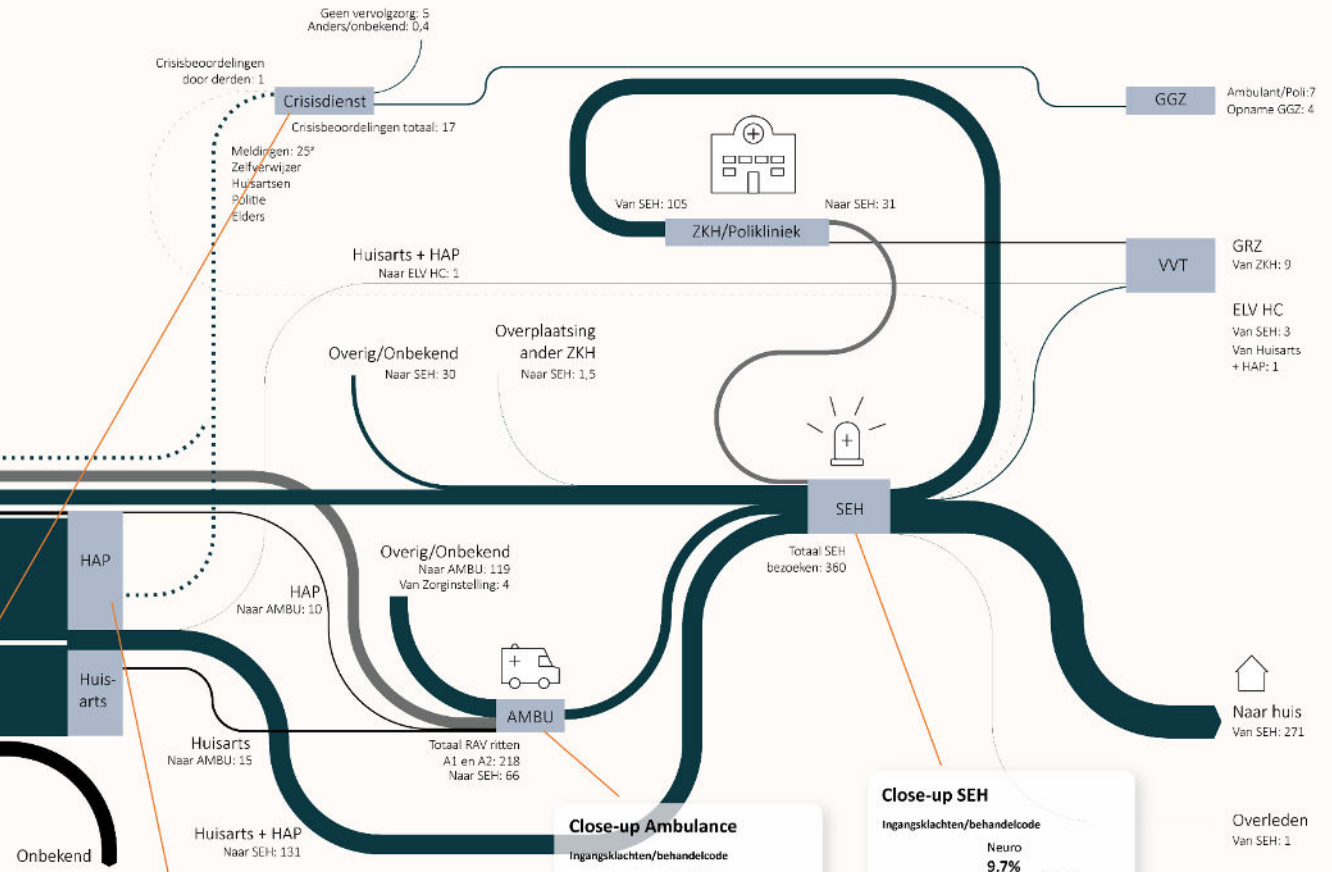 Geen vervolgzorg: 5
Anders/onbekend: 0,4
Crisisbeoordelingen
door derden: 1
Crisisdienst
Crisisbeoordelingen totaal: 17
Meldingen: 25²
Zelfverwijzer
Huisartsen
Politie
Elders
GGZ
Ambulant/Poli:7
Opname GGZ: 4
Van SEH: 105
Naar SEH: 31
ZKH/Polikliniek
VVT
GRZ
Van ZKH: 9
ELV HC
Van SEH: 3
Van Huisarts
+ HAP: 1
Huisarts + HAP
Naar ELV HC: 1
Overig/Onbekend
Naar SEH: 30
Overplaatsing
ander ZKH
Naar SEH: 1,5
SEH
Totaal SEH
bezoeken: 360
HAP
HAP
Naar AMBU: 10
Overig/Onbekend
Naar AMBU: 119
Van Zorginstelling: 4
Huis-
arts
AMBU
Totaal RAV ritten
A1 en A2: 218
Naar SEH: 66
Huisarts
Naar AMBU: 15
Huisarts + HAP
Naar SEH: 131
Onbekend
Naar huis
Van SEH: 271
Overleden
Van SEH: 1
Close-up Ambulance
Ingangsklachten/behandelcode
Close-up SEH
Ingangsklachten/behandelcode
Neuro
9.7%